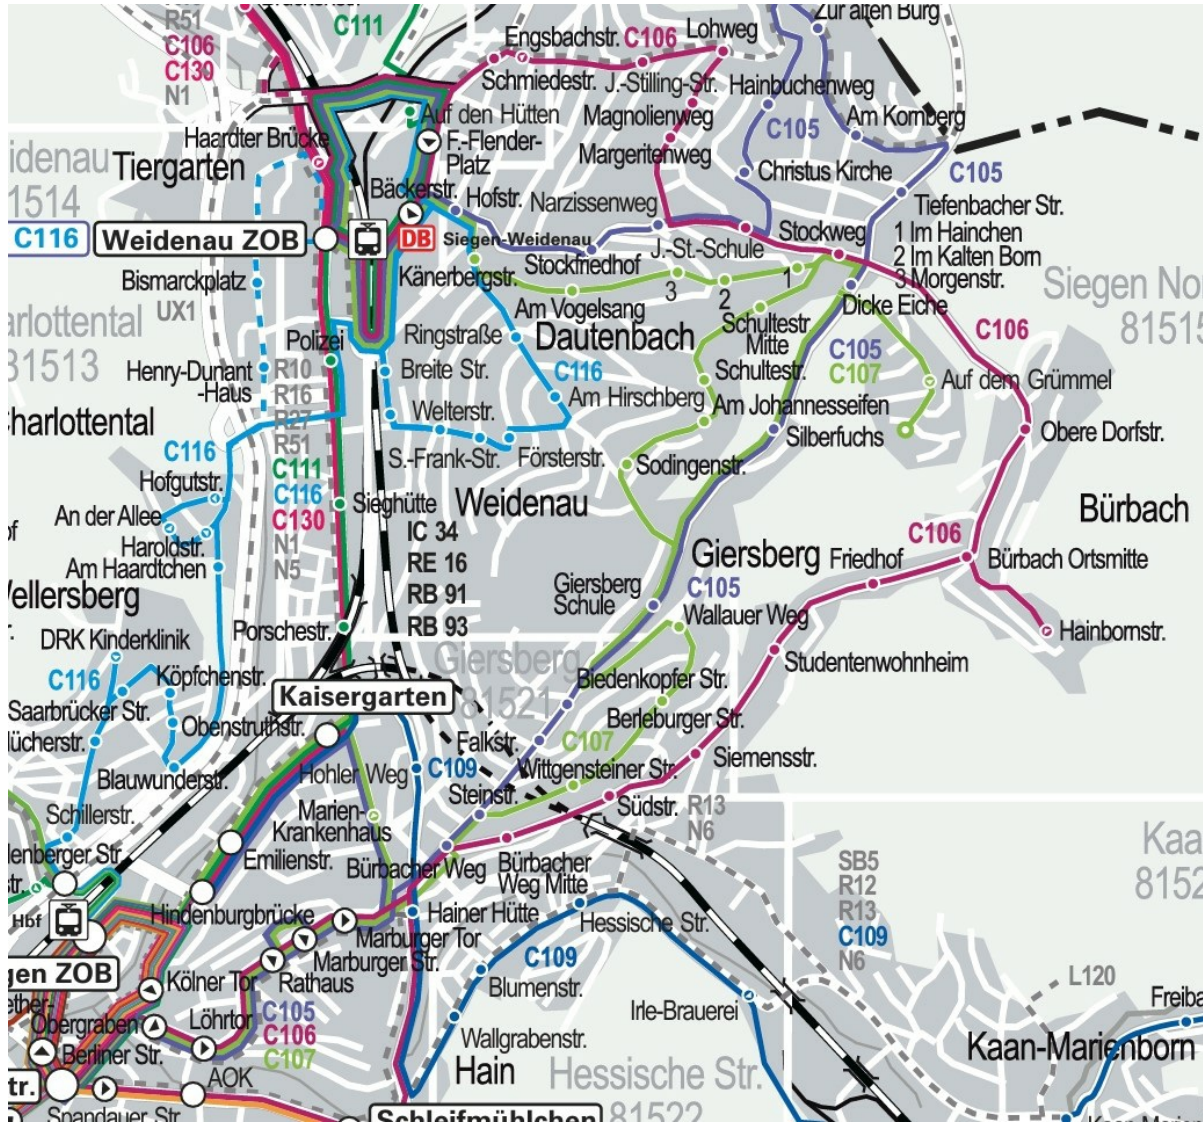 R51
C106
C130
N1
C111
Engsbachstr.
C106
Lohweg
Zur alten Burg
Schmiedestr.
J.-Stilling-Str.
Hainbuchenweg
Auf den Hütten
Magnolienweg
C105
Am Kornberg
Haardter Brücke
F.-Flender-
Platz
Margeritenweg
Christus Kirche
C105
idenau
1514
Tiergarten
Bäckerstr.
Hofstr.
Narzissenweg
Tiefenbacher Str.
C116
Weidenau ZOB
DB
Siegen-Weidenau
J.-St.-Schule
Stockweg
1 Im Hainchen
2 Im Kalten Born
3 Morgenstr.
Bismarckplatz
Känerbergstr.
Stockfriedhof
3
2
1
Siegen No
8151
UX1
Am Vogelsang
Dicke Eiche
arlottental
81513
Polizei
Ringstraße
Dautenbach
Schultestr.
Mitte
C106
Henry-Dunant
-Haus
R10
R16
R27
R51
C111
C116
C130
N1
N5
Breite Str.
C116
Schultestr.
C105
C107
Auf dem Grümmel
Welterstr.
Am Hirschberg
Am Johannesseifen
Charlottental
C116
S.-Frank-Str.
Försterstr.
Sodingenstr.
Silberfuchs
Obere Dorfstr.
Hofgutstr.
Sieghütte
Weidenau
Bürbach
An der Allee
Haroldstr.
IC 34
RE 16
RB 91
RB 93
C106
Am Haardtchen
Giersberg
Friedhof
Bürbach Ortsmitte
Wellersberg
Giersberg
Schule
C105
Wallauer Weg
Porschestr.
Hainbornstr.
DRK Kinderklinik
Giersberg
81521
Studentenwohnheim
C116
Köpfchenstr.
Kaisergarten
Biedenkopfer Str.
Saarbrücker Str.
Obenstruthstr.
Berleburger Str.
Falkstr.
C107
Siemensstr.
Blauwunderstr.
Hohler Weg
C109
Wittgensteiner Str.
Schillerstr.
Marien-
Krankenhaus
Steinstr.
Südstr.
R13
N6
Emilienstr.
Bürbacher Weg
Bürbacher
Weg Mitte
SB5
R12
R13
C109
N6
Kaa
8152
Hbf
Hindenburgbrücke
Hainer Hütte
Hessische Str.
Marburger Tor
Marburger Str.
C109
gen ZOB
Kölner Tor
Rathaus
Blumenstr.
L120
Löhrtor
C105
C106
C107
Irle-Brauerei
Obergraben
Wallgrabenstr.
Berliner Str.
Kaan-Marienborn
AOK
Hain
Hessische Str.
81522
Spandauer Str.
Schleifmühlchen